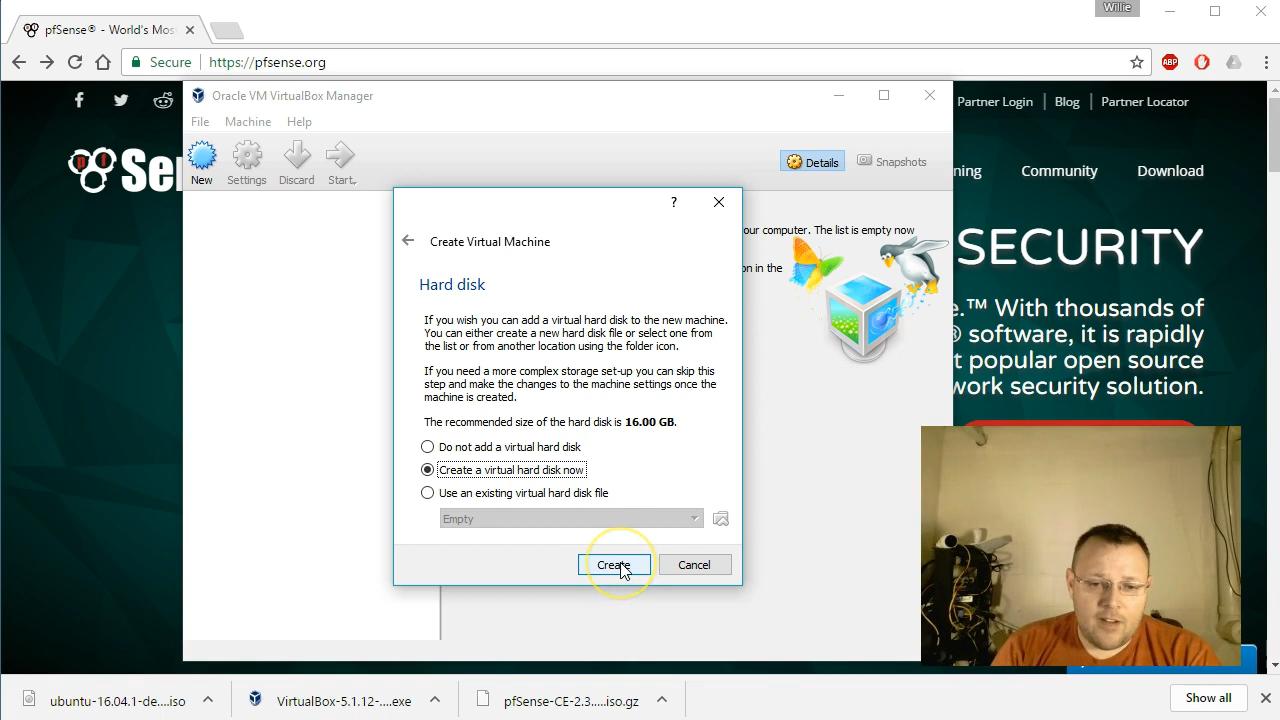 Willie
pfSense® - World's Mos
Secure
https://pfsense.org
ABP
Oracle VM VirtualBox Manager
Partner Login
Blog
Partner Locator
File
Machine
Help
pf Sen
New
Settings
Discard
Start
Details
Snapshots
ning
Community
Download
our computer. The list is empty now
on in the
Create Virtual Machine
Hard disk
If you wish you can add a virtual hard disk to the new machine.
You can either create a new hard disk file or select one from
the list or from another location using the folder icon.
If you need a more complex storage set-up you can skip this
step and make the changes to the machine settings once the
machine is created.
The recommended size of the hard disk is 16.00 GB.
Do not add a virtual hard disk
Create a virtual hard disk now
Use an existing virtual hard disk file
Empty
Create
Cancel
SECURITY
e.™ With thousands of
® software, it is rapidly
t popular open source
work security solution.
ubuntu-16.04.1-de....iso
VirtualBox-5.1.12-....exe
pfSense-CE-2.3.....iso.gz
Show all